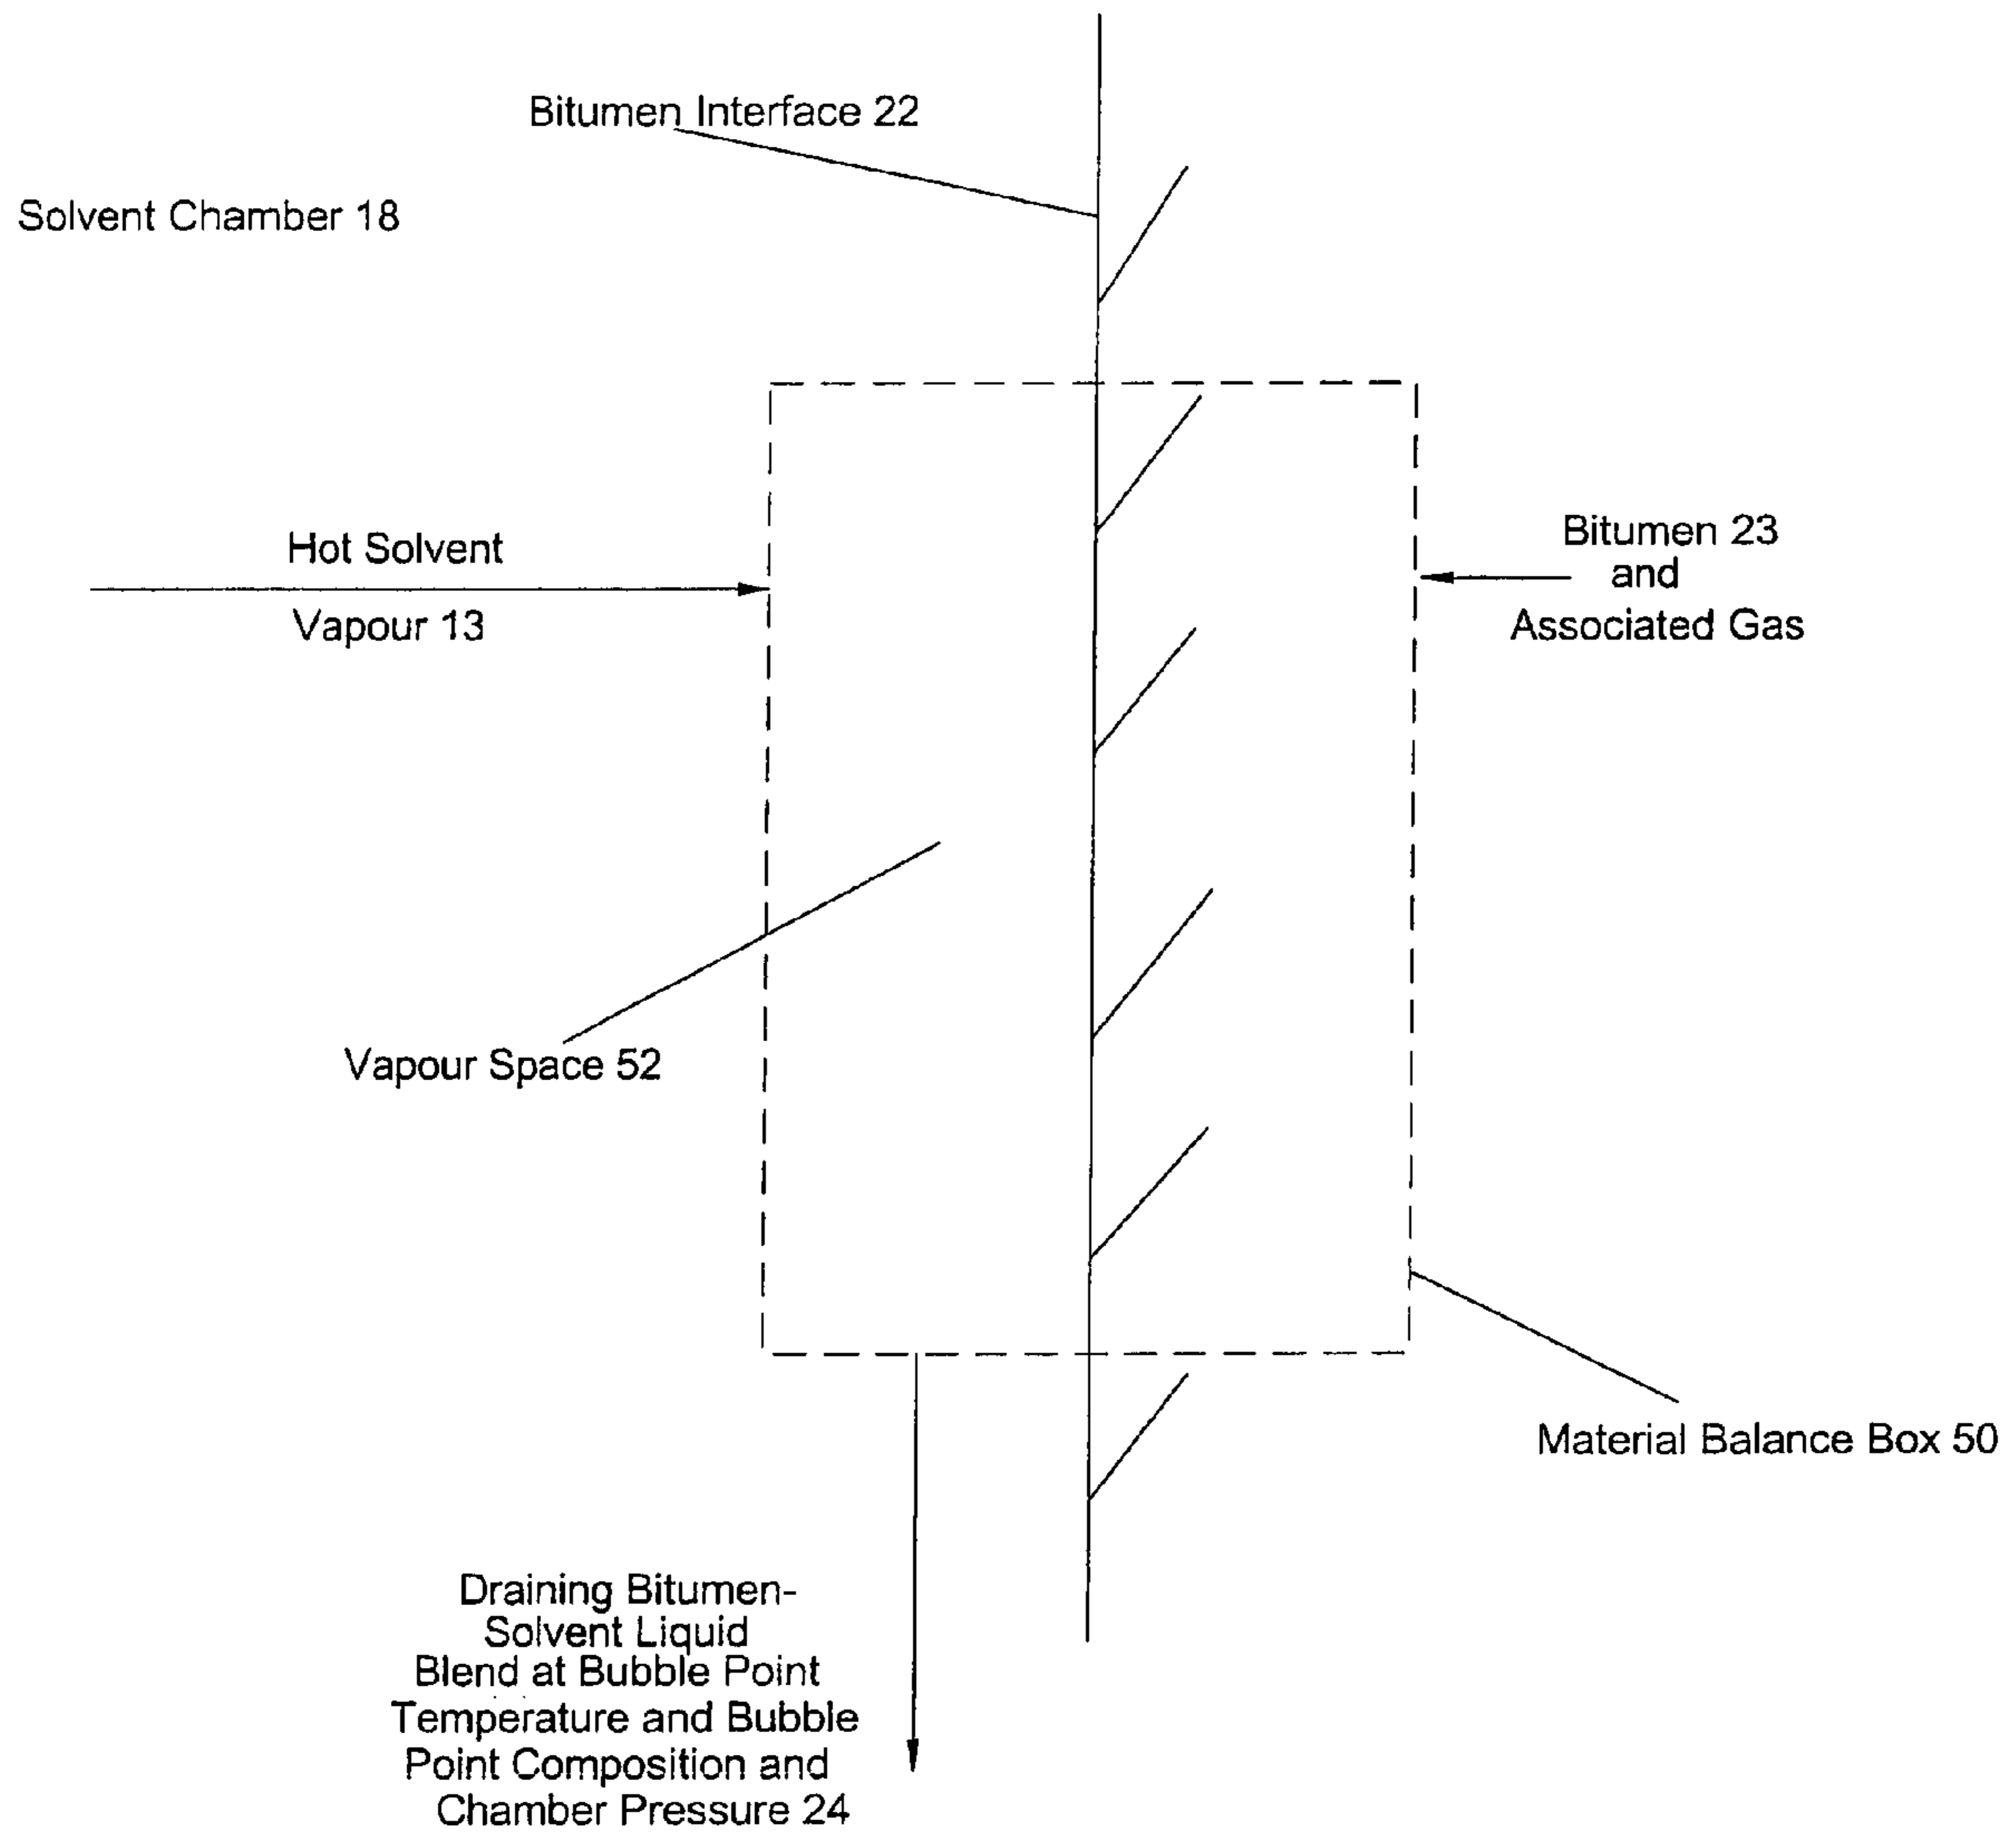 Bitumen Interface 22
Solvent Chamber 18
Hot Solvent
Vapour 13
Bitumen 23
and
Associated Gas
Vapour Space 52
Material Balance Box 50
Draining Bitumen-
Solvent Liquid
Blend at Bubble Point
Temperature and Bubble
Point Composition and
Chamber Pressure 24